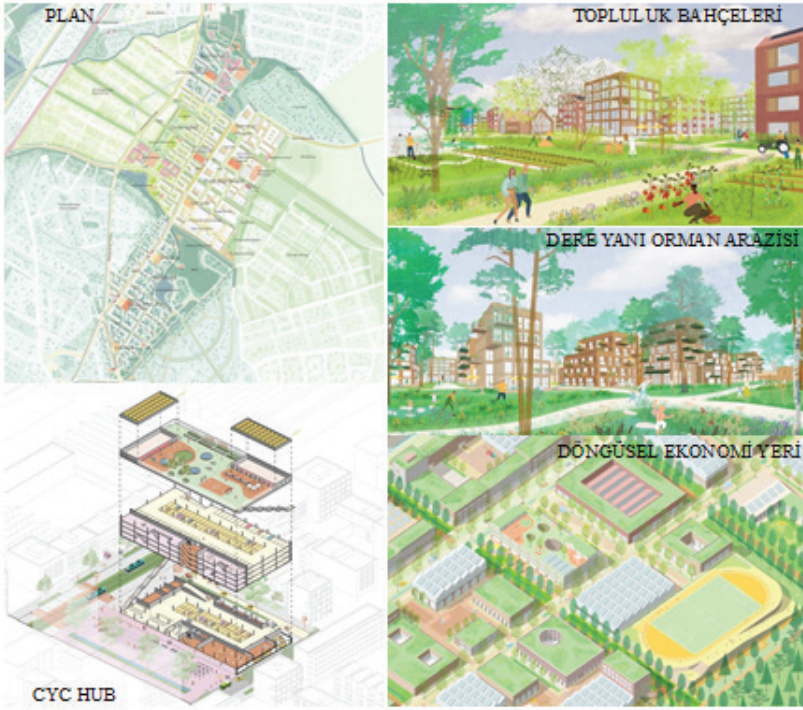 PLAN
TOPLULUK BAHÇELERİ
DERE YANI ORMAN ARAZİSİ
DÖNGÜSEL EKONOMİ YERİ
CYC HUB